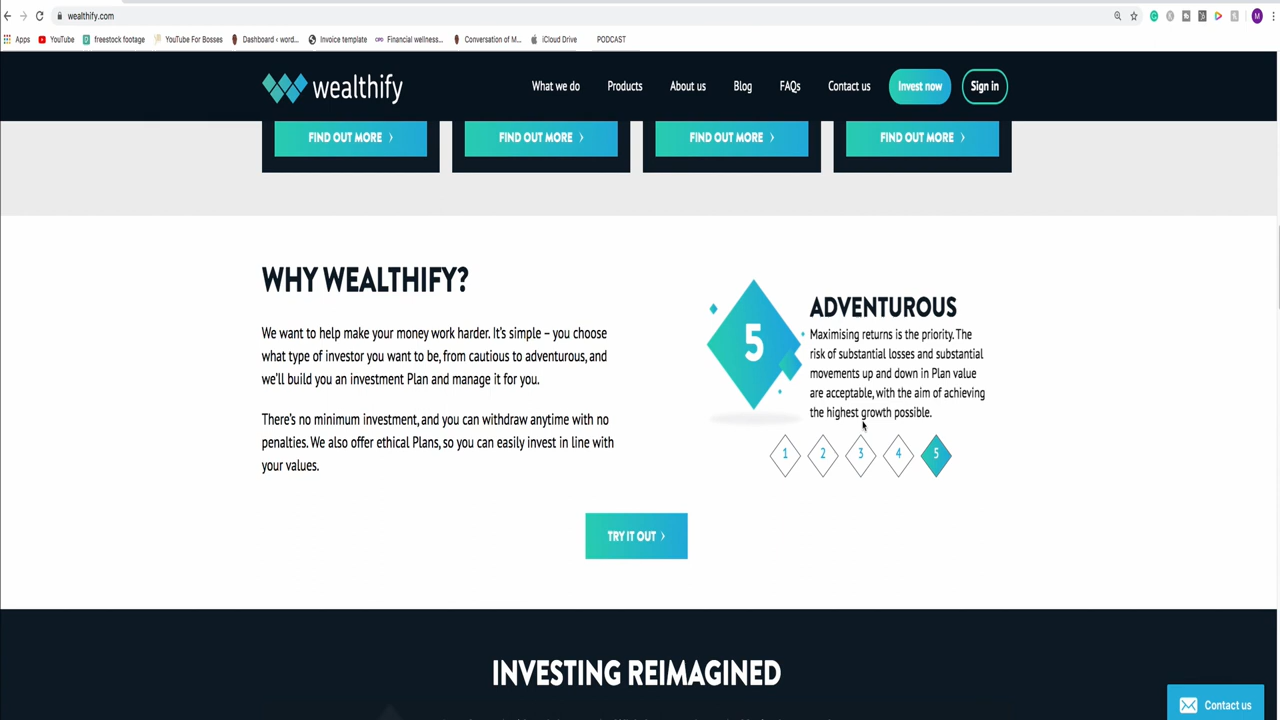 wealthify.com
M
Apps
YouTube
freestock footage
YouTube For Bosses
Dashboard ‹ word...
Invoice template
Financial wellness...
Conversation of M...
iCloud Drive
PODCAST
wealthify
What we do
Products
About us
Blog
FAQs
Contact us
Invest now
Sign in
FIND OUT MORE
FIND OUT MORE
FIND OUT MORE
FIND OUT MORE
WHY WEALTHIFY?
We want to help make your money work harder. It's simple – you choose
what type of investor you want to be, from cautious to adventurous, and
we'll build you an investment Plan and manage it for you.
There's no minimum investment, and you can withdraw anytime with no
penalties. We also offer ethical Plans, so you can easily invest in line with
your values.
5
ADVENTUROUS
Maximising returns is the priority. The
risk of substantial losses and substantial
movements up and down in Plan value
are acceptable, with the aim of achieving
the highest growth possible.
1 2 3 4 5
TRY IT OUT
INVESTING REIMAGINED
Contact us